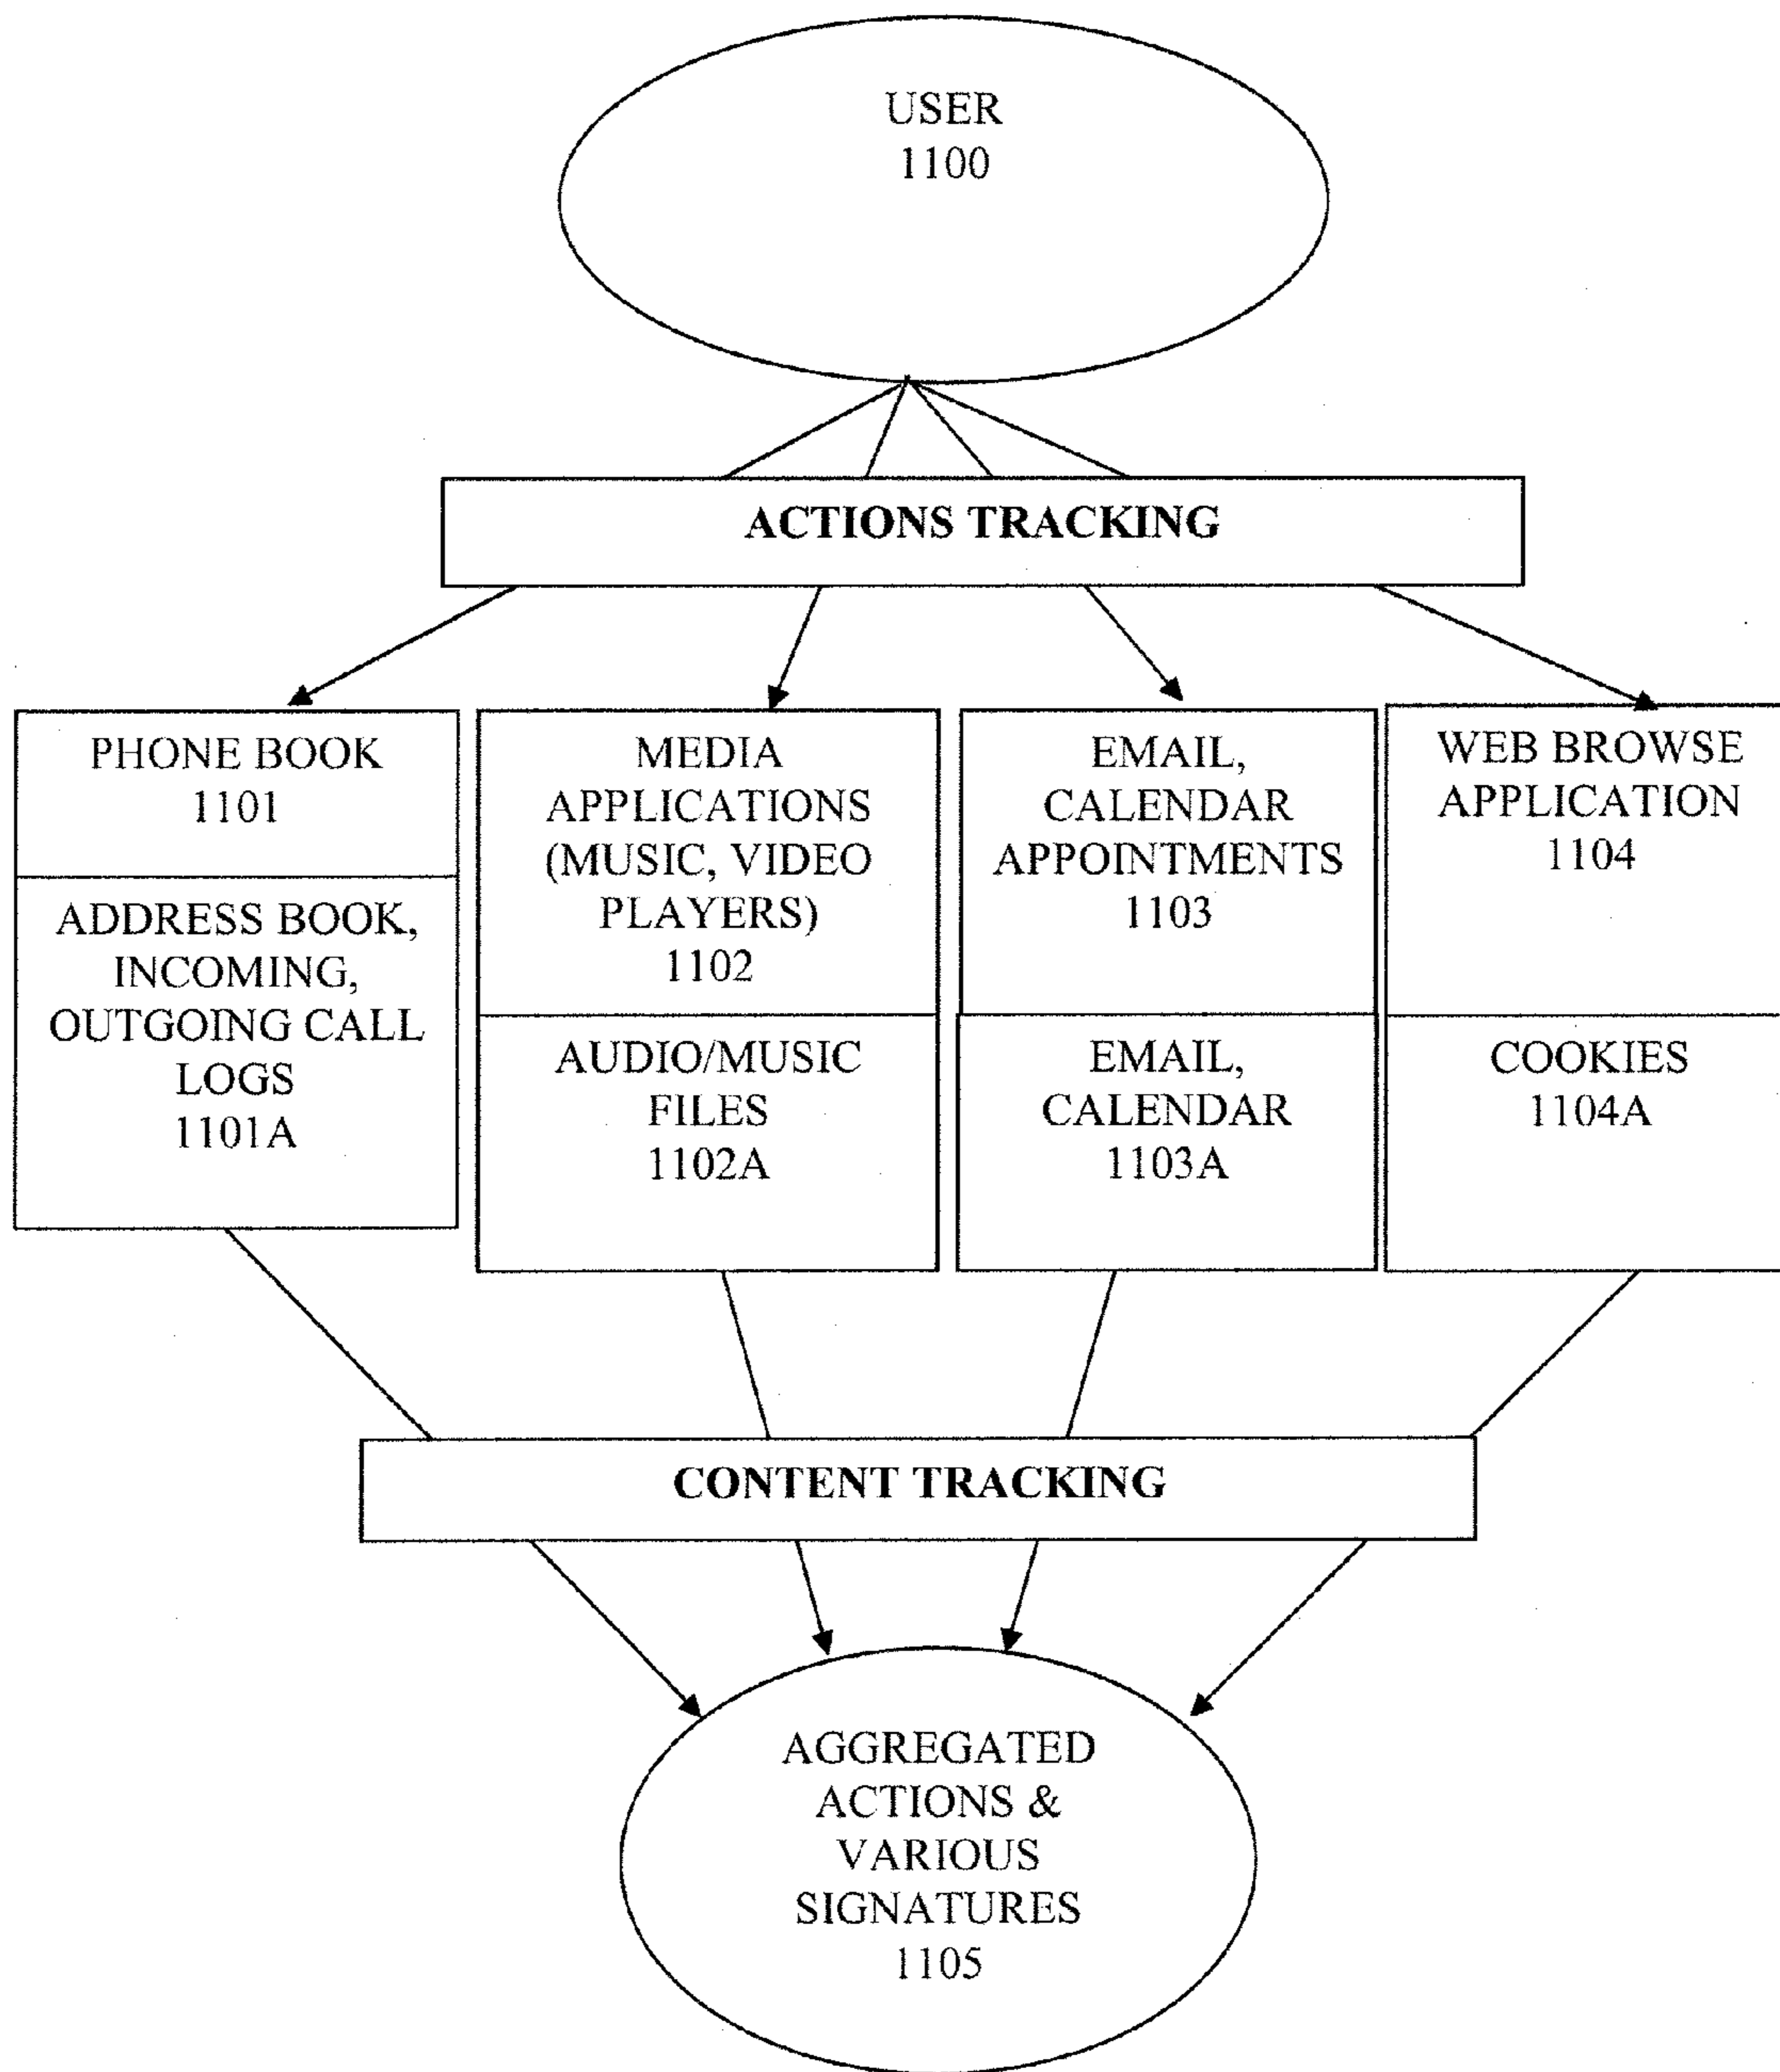 USER
1100
ACTIONS TRACKING
PHONE BOOK
1101
ADDRESS BOOK,
INCOMING,
OUTGOING CALL
LOGS
1101A
MEDIA
APPLICATIONS
(MUSIC, VIDEO
PLAYERS)
1102
AUDIO/MUSIC
FILES
1102A
EMAIL,
CALENDAR
APPOINTMENTS
1103
EMAIL,
CALENDAR
1103A
WEB BROWSE
APPLICATION
1104
COOKIES
1104A
CONTENT TRACKING
AGGREGATED
ACTIONS &
VARIOUS
SIGNATURES
1105